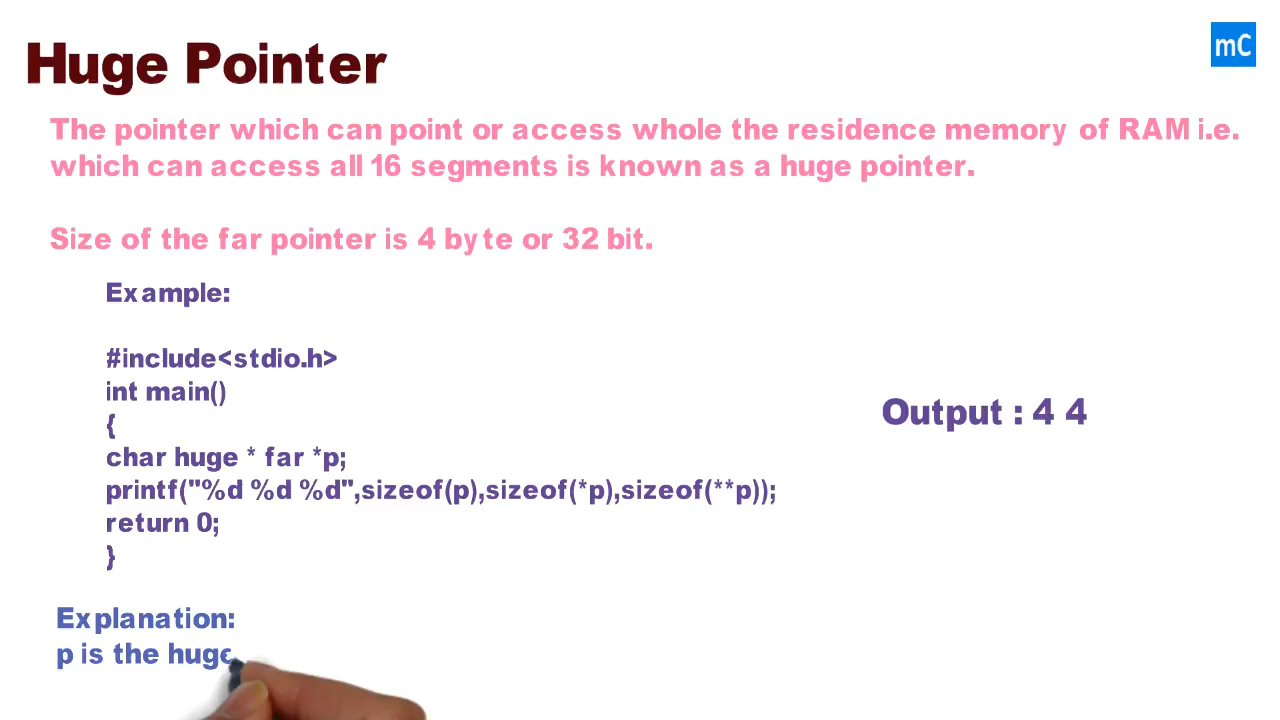 Huge Pointer
mC
The pointer which can point or access whole the residence memory of RAM i.e.
which can access all 16 segments is known as a huge pointer.
Size of the far pointer is 4 byte or 32 bit.
Example:
#include<stdio.h>
int main()
{
char huge * far *p;
printf("%d %d %d",sizeof(p),sizeof(*p),sizeof(**p));
return 0;
}
Output : 4 4
Explanation:
p is the huge